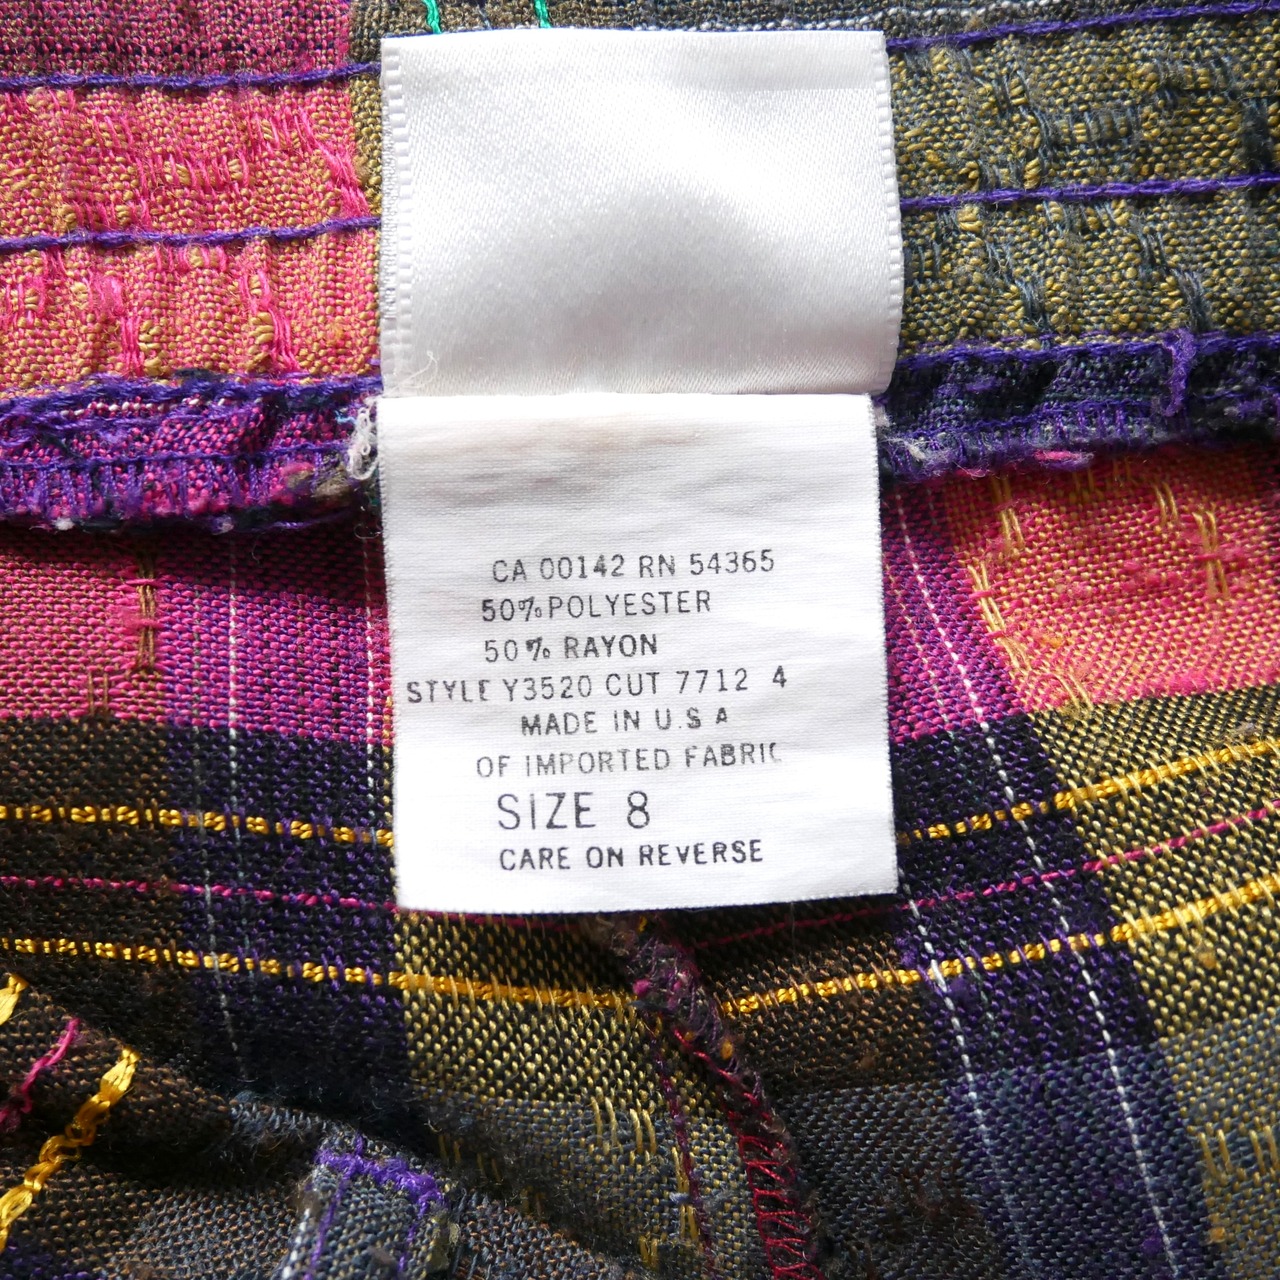 CA 00142 RN 54365
50% POLYESTER
50% RAYON
STYLE Y3520 CUT 7712 4
MADE IN U.S A
OF IMPORTED FABRIC
SIZE 8
CARE ON REVERSE